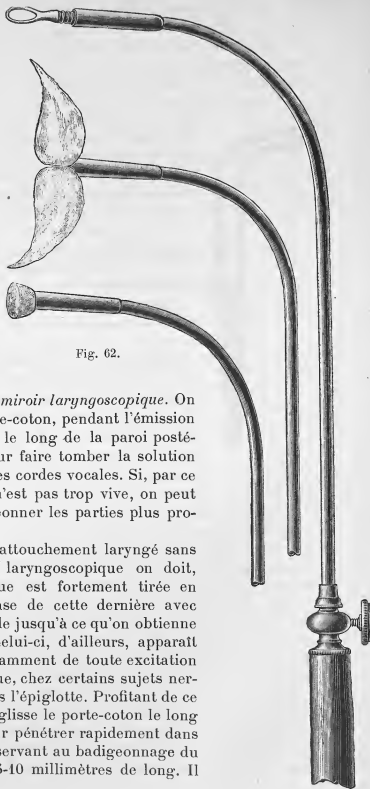 Fig. 62.
miroir laryngoscopique. On
e-coton, pendant l'émission
le long de la paroi posté-
ur faire tomber la solution
es cordes vocales. Si, par ce
n'est pas trop vive, on peut
onner les parties plus pro-
attouchement laryngé sans
laryngoscopique on doit,
ue est fortement tirée en
ase de cette dernière avec
le jusqu'à ce qu'on obtienne
elui-ci, d'ailleurs, apparaît
amment de toute excitation
ue, chez certains sujets ner-
s l'épiglotte. Profitant de ce
glisse le porte-coton le long
ur pénétrer rapidement dans
servant au badigeonnage du
-10 millimètres de long. Il